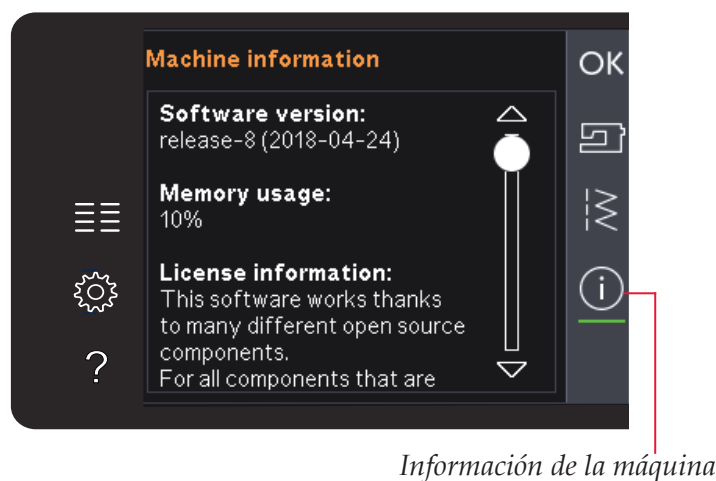 Machine information
OK
Software version:
release-8 (2018-04-24)
Memory usage:
10%
License information:
This software works thanks
to many different open source
components.
For all components that are
?
i
Información de la máquina